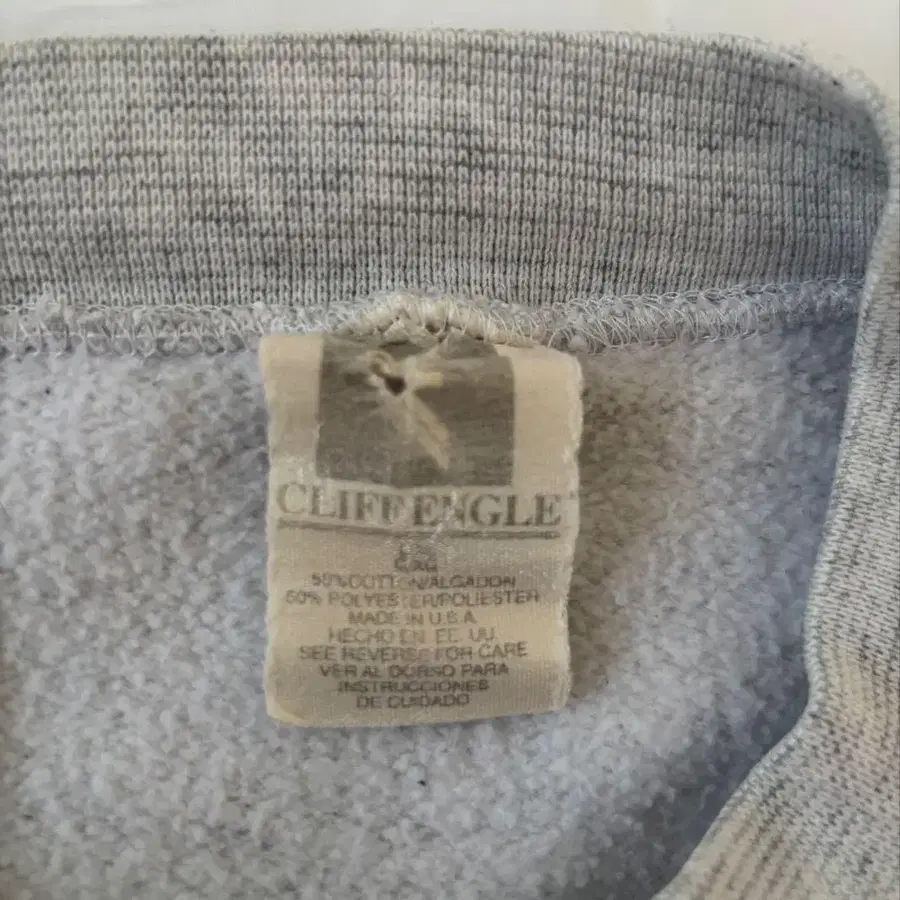 CLIFF ENGLE
50% COTTON/ALGADON
50% POLYESTER/POLIESTER
MADE IN U.S.A.
HECHO EN EE. UU.
SEE REVERSE FOR CARE
VER AL DORSO PARA
INSTRUCCIONES
DE CUIDADO